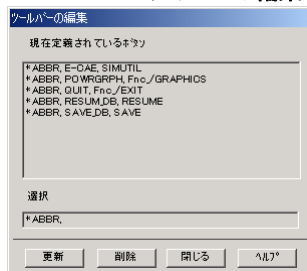 ツールバーの編集
現在定義されているボタン
*ABBR, E-CAE, SIMUTIL
*ABBR, POWRGRPH, Fnc_/GRAPHICS
*ABBR, QUIT, Fnc_/EXIT
*ABBR, RESUM_DB, RESUME
*ABBR, SAVE_DB, SAVE
選択
*ABBR,
更新
削除
閉じる
ヘルプ